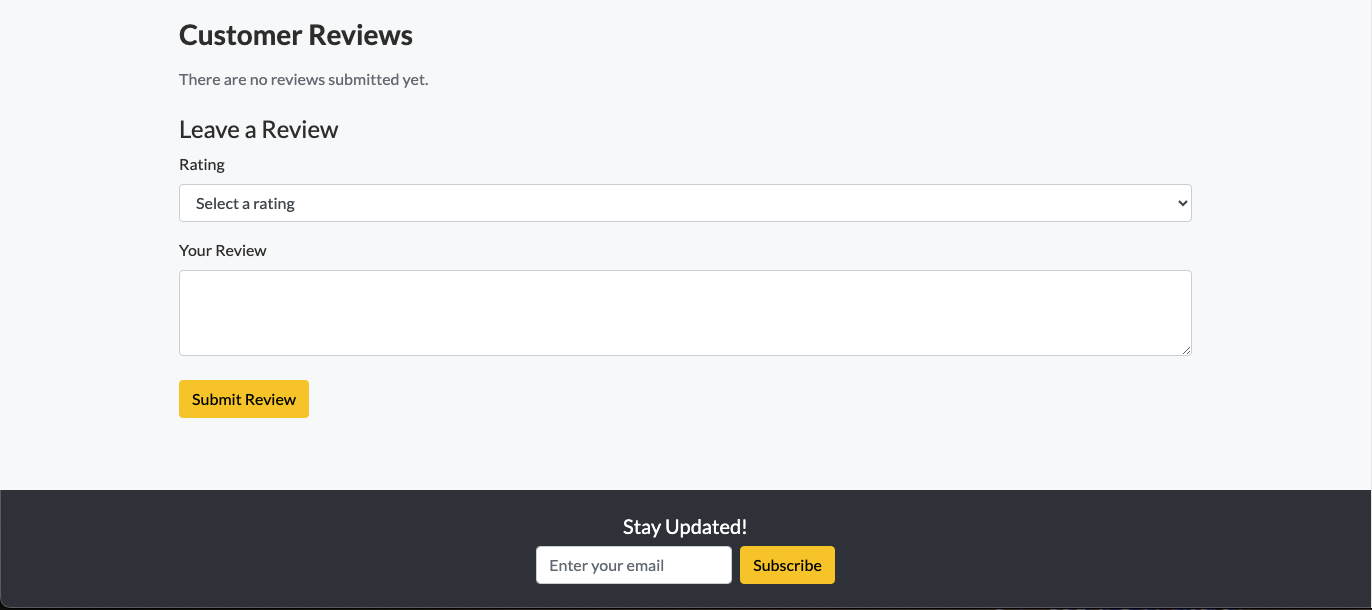 Customer Reviews
There are no reviews submitted yet.
Leave a Review
Rating
Select a rating
Your Review
Submit Review
Stay Updated!
Enter your email
Subscribe